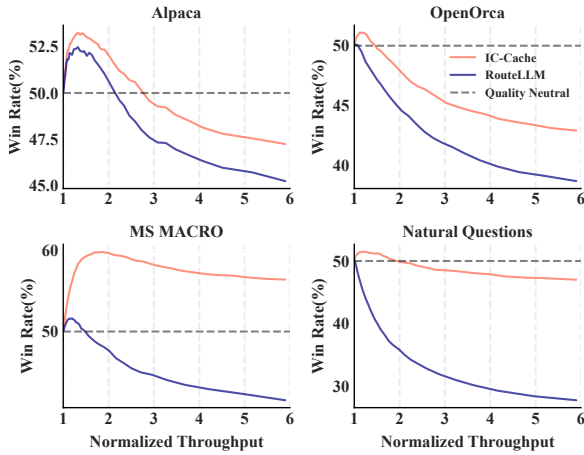 Alpaca
Win Rate(%)
52.5
50.0
47.5
45.0
1 2 3 4 5 6
OpenOrca
Win Rate(%)
50
45
40
IC-Cache
RouteLLM
Quality Neutral
1 2 3 4 5 6
MS MACRO
Win Rate(%)
60
50
1 2 3 4 5 6
Normalized Throughput
Natural Questions
Win Rate(%)
50
40
30
1 2 3 4 5 6
Normalized Throughput